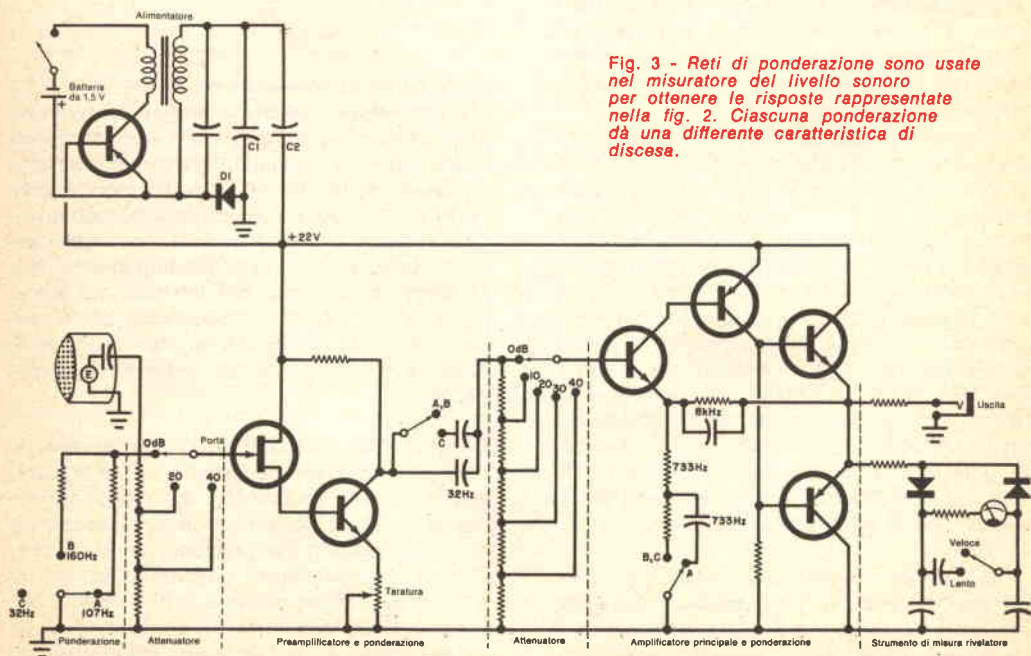 Alimentatore
Batteria
da 1.5 V
+
C1
C2
D1
+22V
Fig. 3 - Reti di ponderazione sono usate
nel misuratore del livello sonoro
per ottenere le risposte rappresentate
nella fig. 2. Ciascuna ponderazione
dà una differente caratteristica di
discesa.
E
0dB
Porta
20
40
B
160Hz
C
32Hz
A
107Hz
A,B
C
32Hz
Taratura
0dB
10
20
30
40
8kHz
733Hz
733Hz
B,C
A
V
Uscita
Veloce
Lento
Ponderazione
Attenuatore
Preamplificatore e ponderazione
Attenuatore
Amplificatore principale e ponderazione
Strumento di misura rivelatore